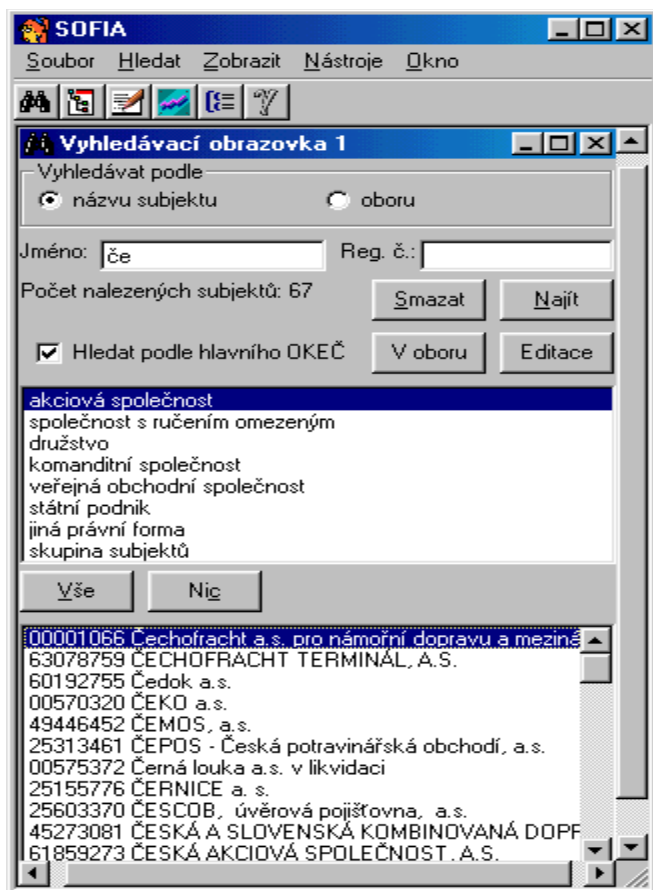 SOFIA
Soubor Hledat Zobrazit Nástroje Okno
Vyhledávací obrazovka 1
Vyhledávat podle
názvu subjektu oboru
Jméno: če Reg. č.:
Počet nalezených subjektů: 67 Smazat Najít
Hledat podle hlavního OKEČ V oboru Editace
akciová společnost
společnost s ručením omezeným
družstvo
komanditní společnost
veřejná obchodní společnost
státní podnik
jiná právní forma
skupina subjektů
Vše Nic
00001066 Čechofracht a.s. pro námořní dopravu a meziná
63078759 ČECHOFRACHT TERMINÁL, A.S.
60192755 Čedok a.s.
00570320 ČEKO a.s.
49446452 ČEMOS, a.s.
25313461 ČEPOS - Česká potravinářská obchodí, a.s.
00575372 Černá louka a.s. v likvidaci
25155776 ČERNICE a. s.
25603370 ČESCOB, úvěrová pojišťovna, a.s.
45273081 ČESKÁ A SLOVENSKÁ KOMBINOVANÁ DOPR
61859273 ČESKÁ AKCIOVÁ SPOLEČNOST, A.S.